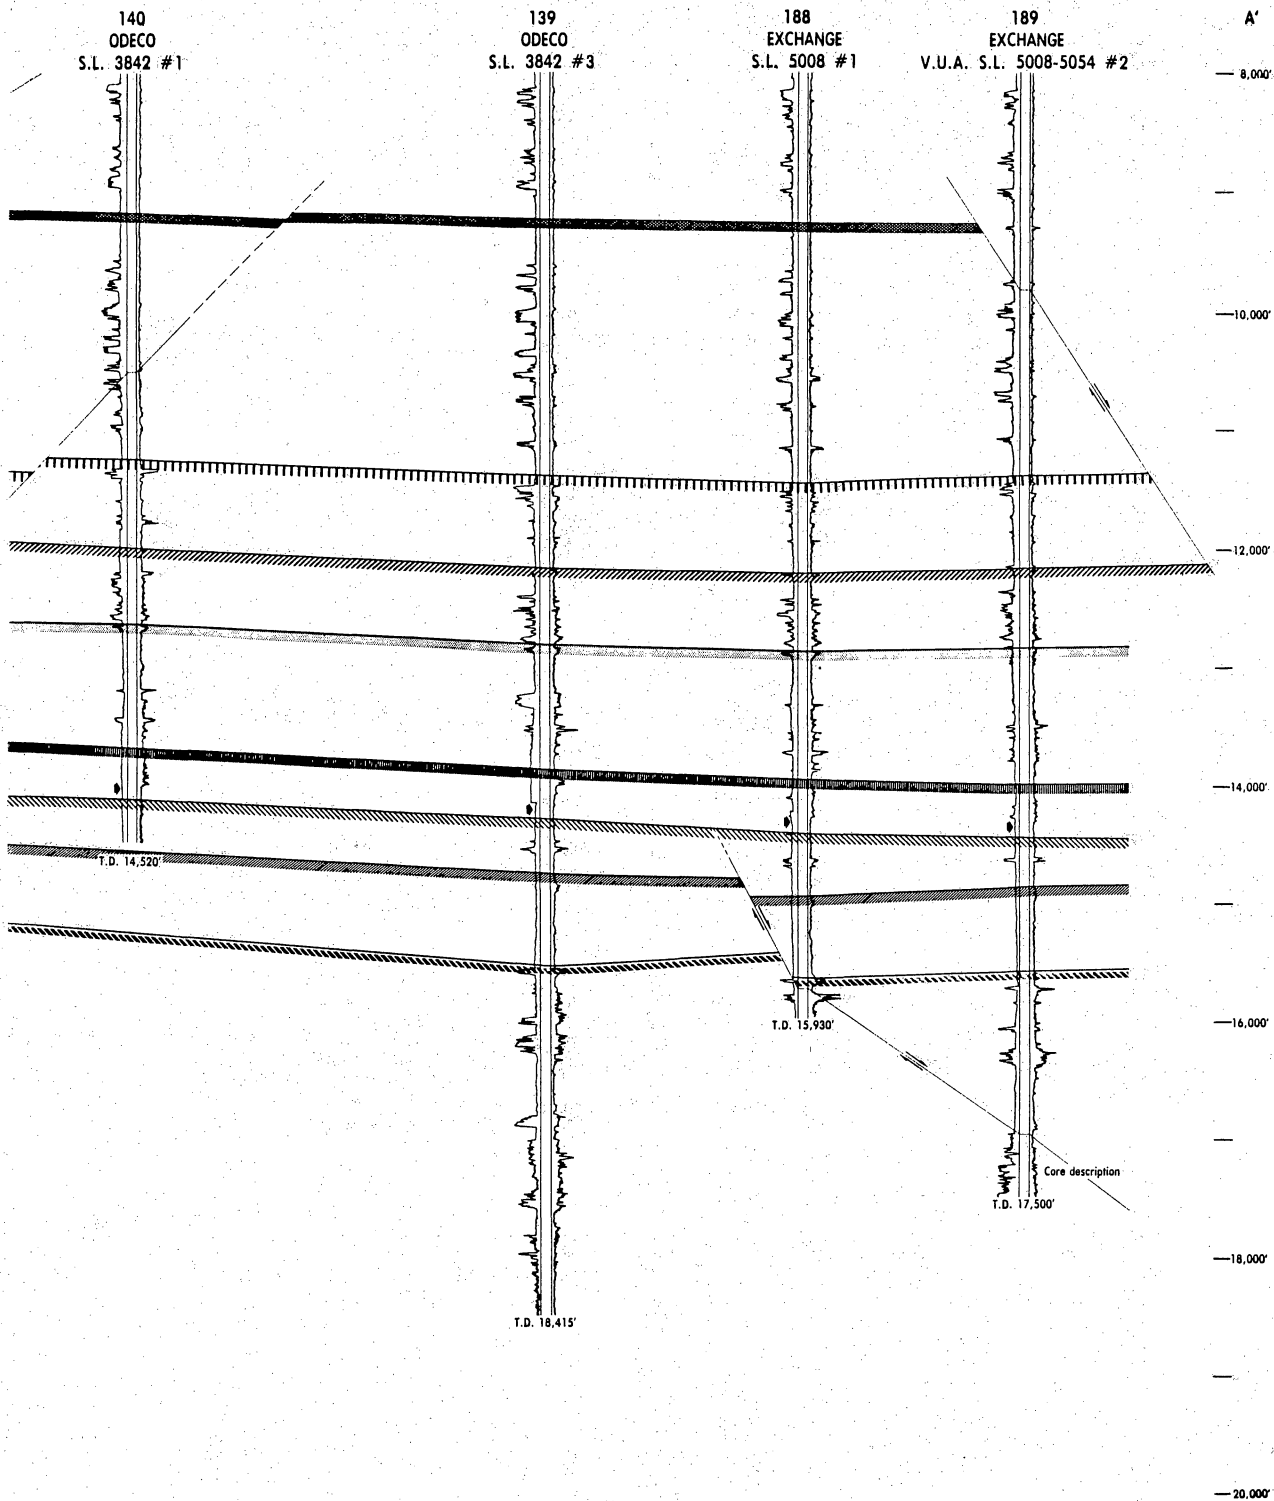 140
ODECO
S.L. 3842 #1
139
ODECO
S.L. 3842 #3
188
EXCHANGE
S.L. 5008 #1
189
EXCHANGE
V.U.A. S.L. 5008-5054 #2
A'
8,000'
10,000'
12,000'
14,000'
T.D. 14,520'
T.D. 15,930'
16,000'
Core description
T.D. 17,500'
18,000'
T.D. 18,415'
20,000'